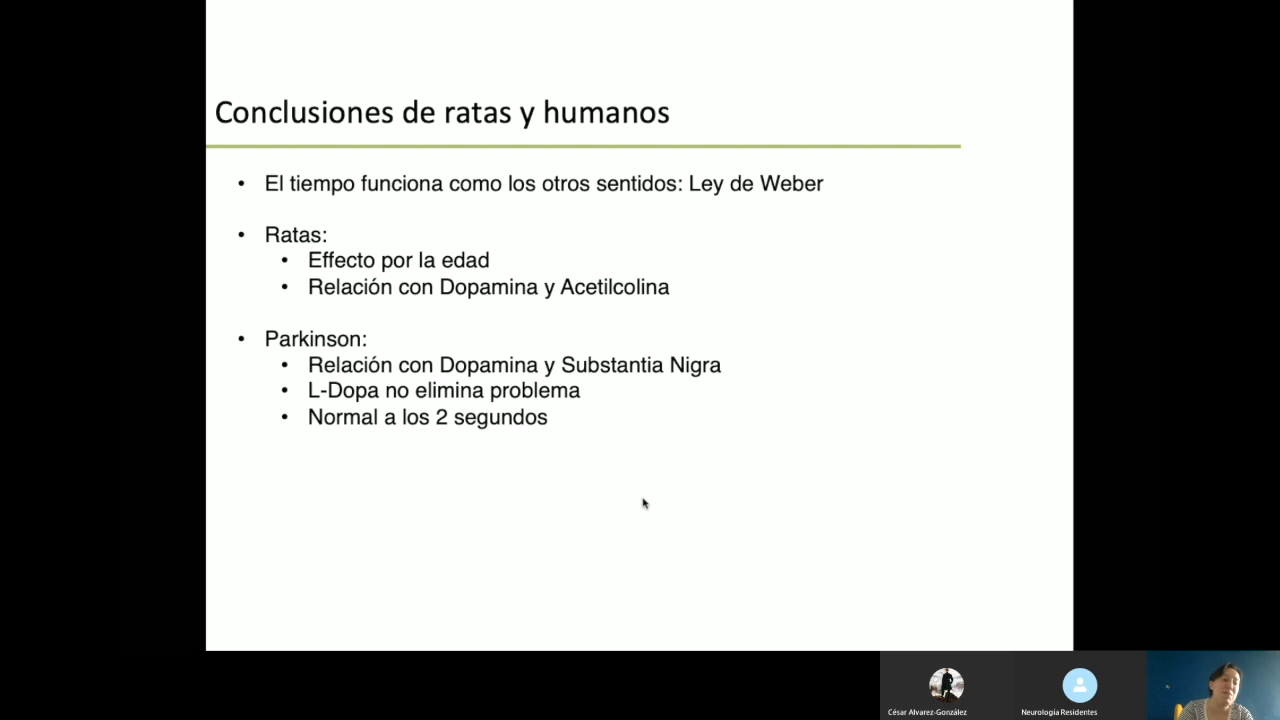 Conclusiones de ratas y humanos
• El tiempo funciona como los otros sentidos: Ley de Weber
• Ratas:
• Effecto por la edad
• Relación con Dopamina y Acetilcolina
• Parkinson:
• Relación con Dopamina y Substantia Nigra
• L-Dopa no elimina problema
• Normal a los 2 segundos
César Alvarez-González
Neurología Residentes